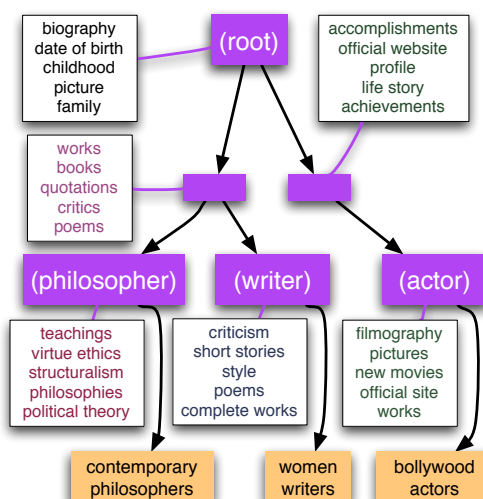 biography
date of birth
childhood
picture
family
(root)
accomplishments
official website
profile
life story
achievements
works
books
quotations
critics
poems
(philosopher)
(writer)
(actor)
teachings
virtue ethics
structuralism
philosophies
political theory
criticism
short stories
style
poems
complete works
filmography
pictures
new movies
official site
works
contemporary
philosophers
women
writers
bollywood
actors